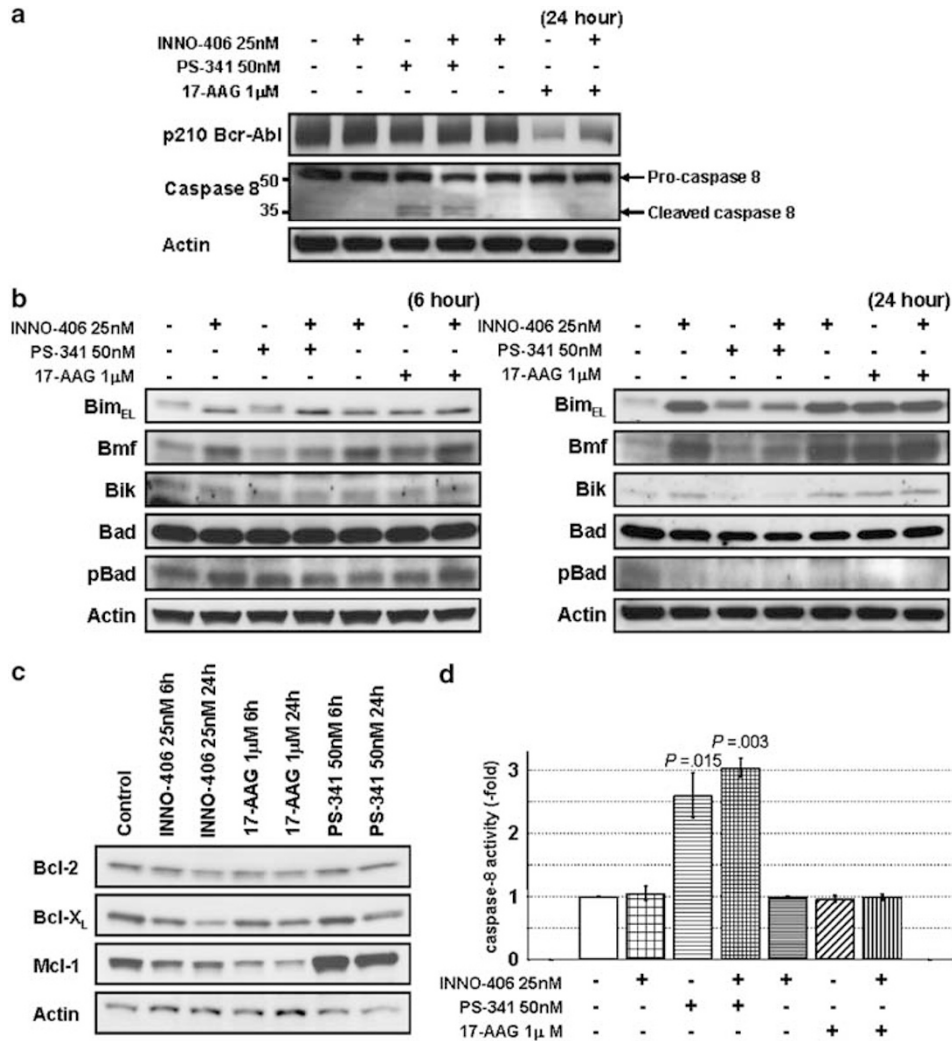 a
(24 hour)
INNO-406 25nM - + - + + - +
PS-341 50nM - - + + - - -
17-AAG 1µM - - - - - + +
p210 Bcr-Abl
Caspase 8
50
35
Pro-caspase 8
Cleaved caspase 8
Actin
b
(6 hour)
INNO-406 25nM - + - + + - +
PS-341 50nM - - + + - - -
17-AAG 1µM - - - - - + +
BimEL
Bmf
Bik
Bad
pBad
Actin
(24 hour)
INNO-406 25nM - + - + + - +
PS-341 50nM - - + + - - -
17-AAG 1µM - - - - - + +
BimEL
Bmf
Bik
Bad
pBad
Actin
c
Control
INNO-406 25nM 6h
INNO-406 25nM 24h
17-AAG 1µM 6h
17-AAG 1µM 24h
PS-341 50nM 6h
PS-341 50nM 24h
Bcl-2
Bcl-XL
Mcl-1
Actin
d
caspase-8 activity (-fold)
3
2
1
0
P=.015
P=.003
INNO-406 25nM - + - + + - +
PS-341 50nM - - + + - - -
17-AAG 1µ M - - - - - + +